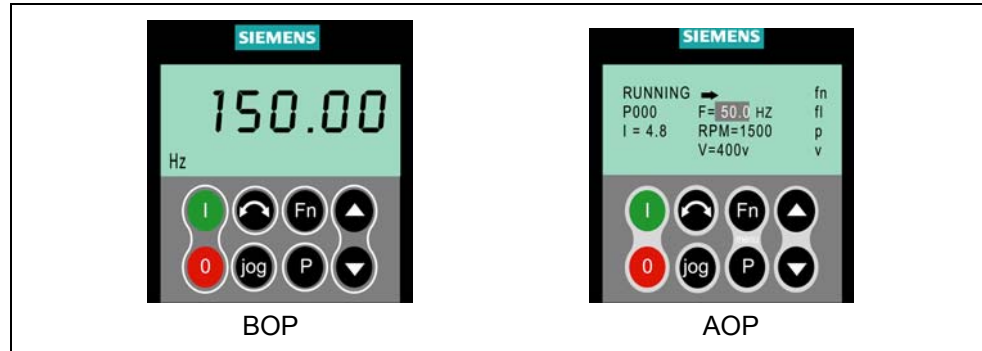 SIEMENS
150.00
Hz
I
Fn
0
jog
P
BOP
SIEMENS
RUNNING fn
P000 F= 50.0 HZ fl
I = 4.8 RPM=1500 p
V=400v v
I
Fn
0
jog
P
AOP